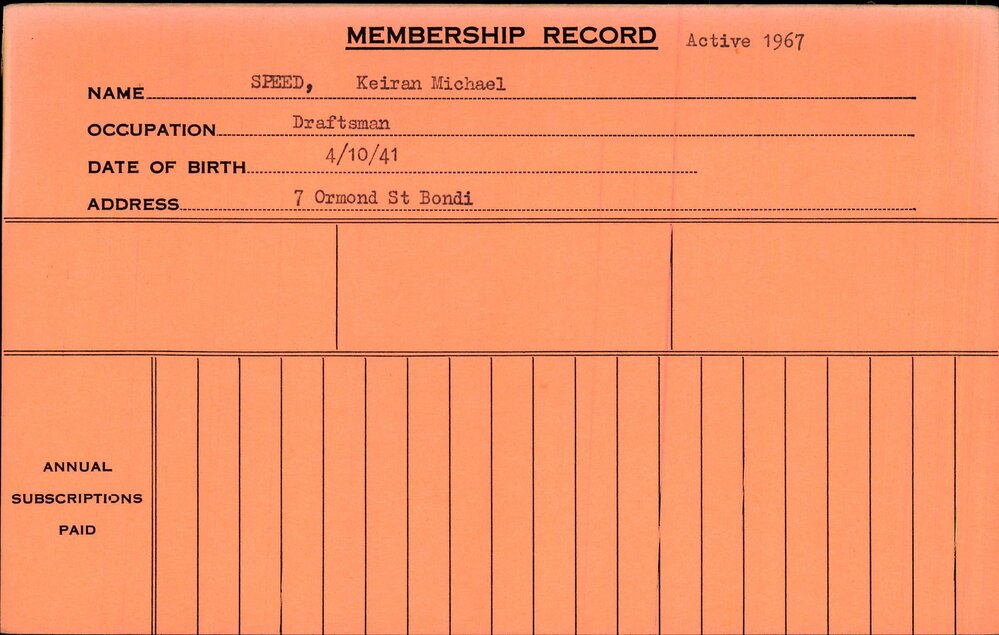 MEMBERSHIP RECORD Active 1967
NAME SPEED, Keiran Michael
OCCUPATION Draftsman
DATE OF BIRTH 4/10/41
ADDRESS 7 Ormond St Bondi
ANNUAL
SUBSCRIPTIONS
PAID